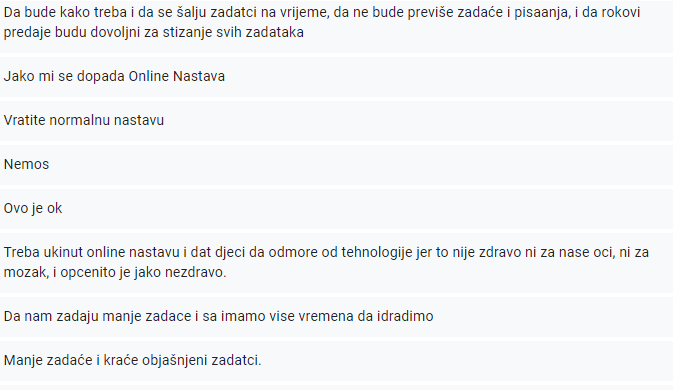 Da bude kako treba i da se šalju zadatci na vrijeme, da ne bude previše zadaće i pisaanja, i da rokovi
predaje budu dovoljni za stizanje svih zadataka
Jako mi se dopada Online Nastava
Vratite normalnu nastavu
Nemos
Ovo je ok
Treba ukinut online nastavu i dat djeci da odmore od tehnologije jer to nije zdravo ni za nase oci, ni za
mozak, i opcenito je jako nezdravo.
Da nam zadaju manje zadace i sa imamo vise vremena da idradimo
Manje zadaće i kraće objašnjeni zadatci.